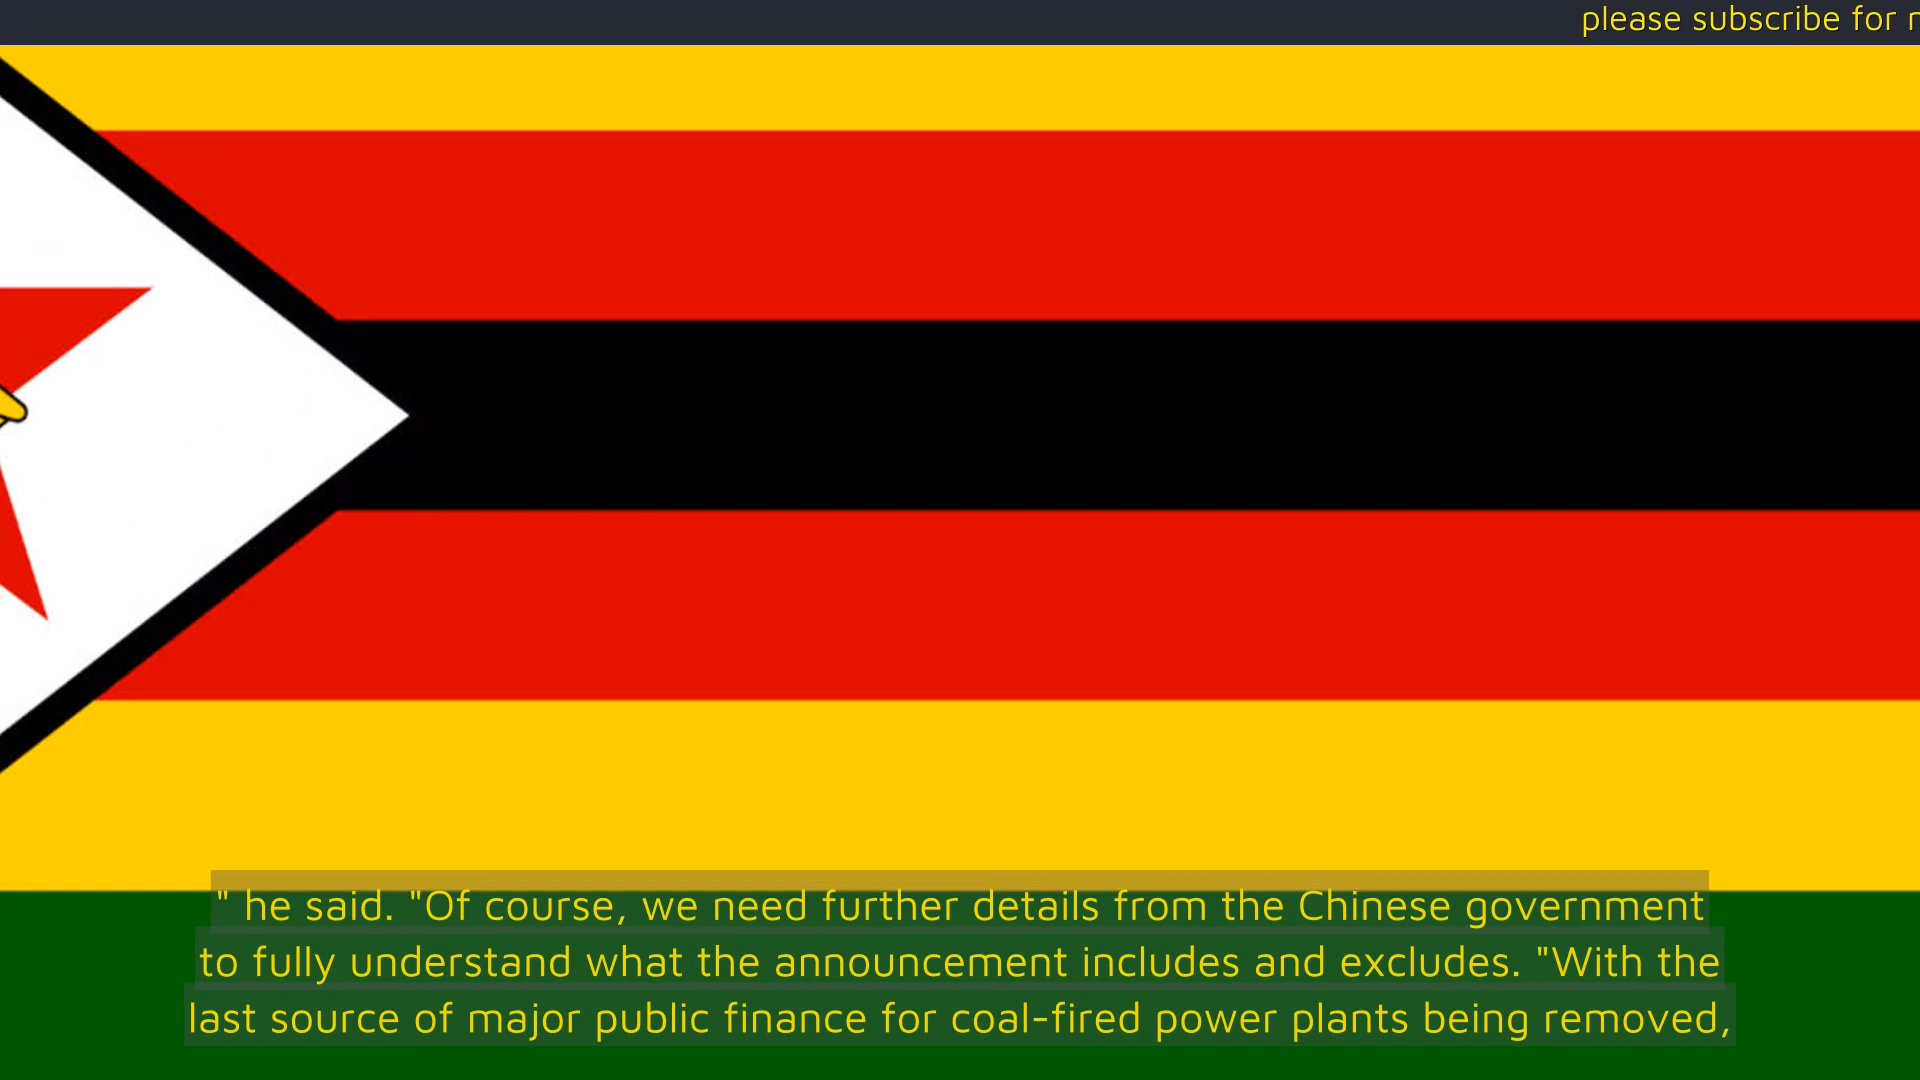 please subscribe for
" he said. "Of course, we need further details from the Chinese government
to fully understand what the announcement includes and excludes. "With the
last source of major public finance for coal-fired power plants being removed,